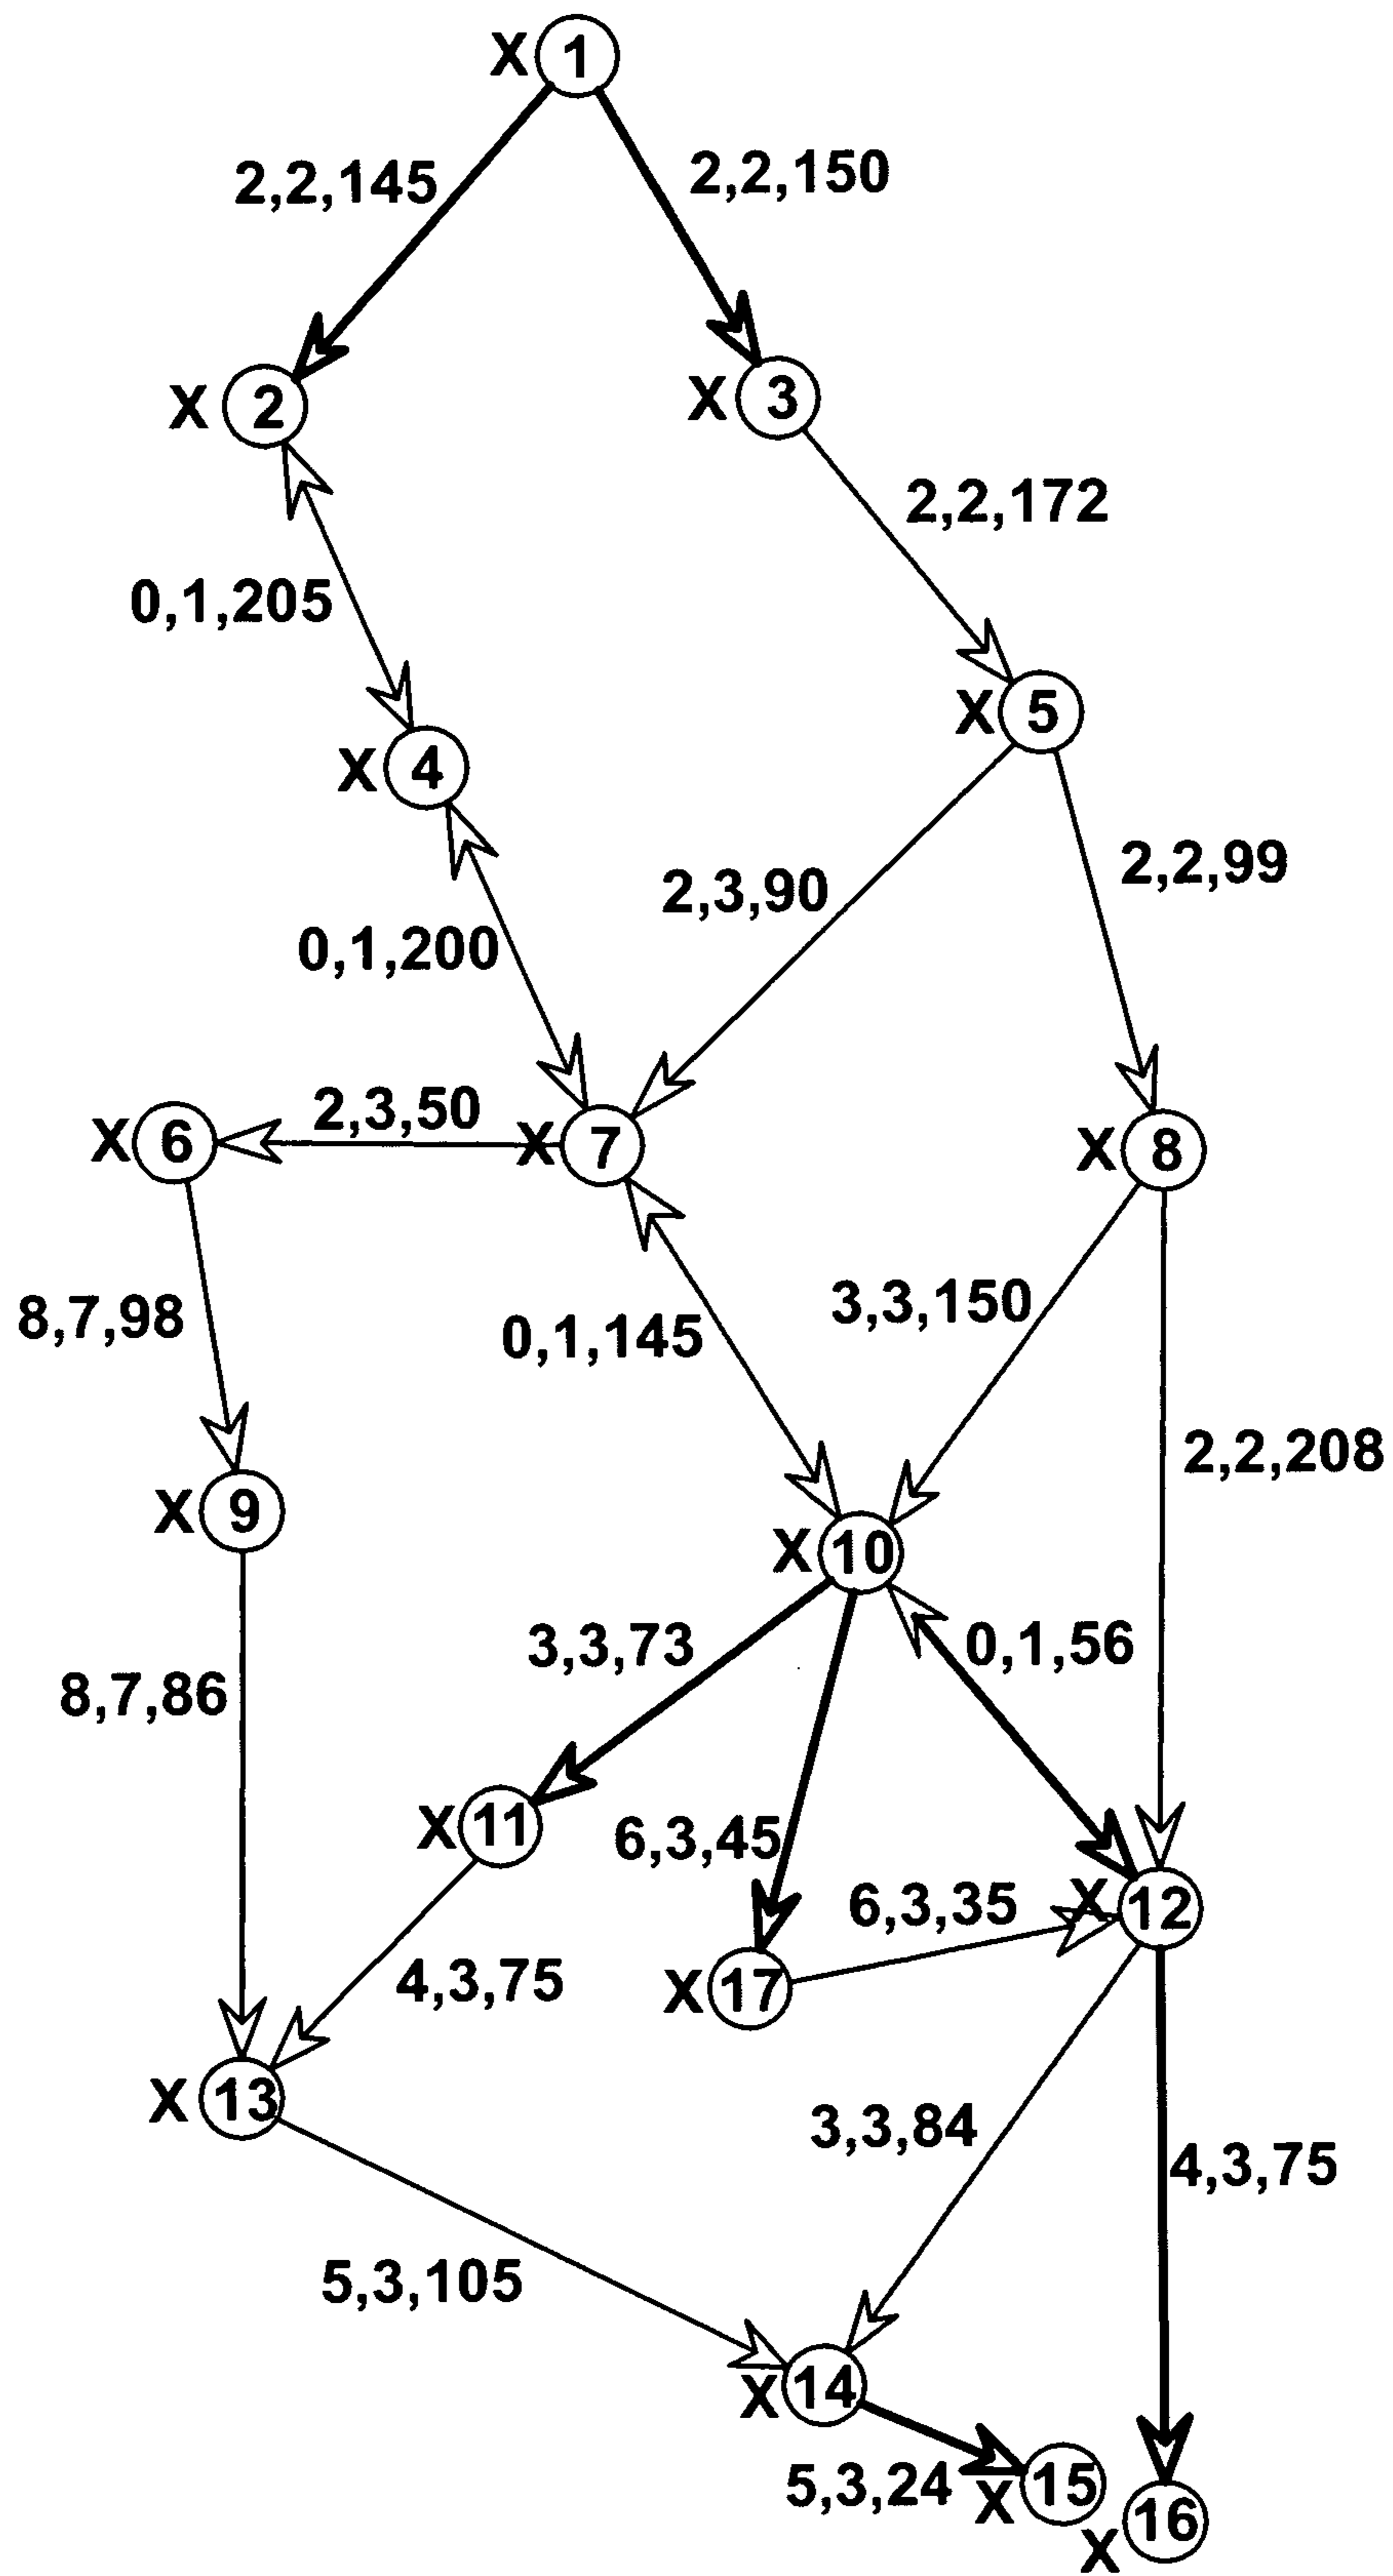 X 1
2,2,145
2,2,150
X 2
X 3
2,2,172
0,1,205
X 5
X 4
2,2,99
2,3,90
0,1,200
2,3,50
X 6
X 7
X 8
3,3,150
8,7,98
0,1,145
2,2,208
X 9
X 10
3,3,73
0,1,56
8,7,86
X 11
6,3,45
6,3,35
X 12
4,3,75
X 17
X 13
3,3,84
4,3,75
5,3,105
X 14
5,3,24
X 15
X 16